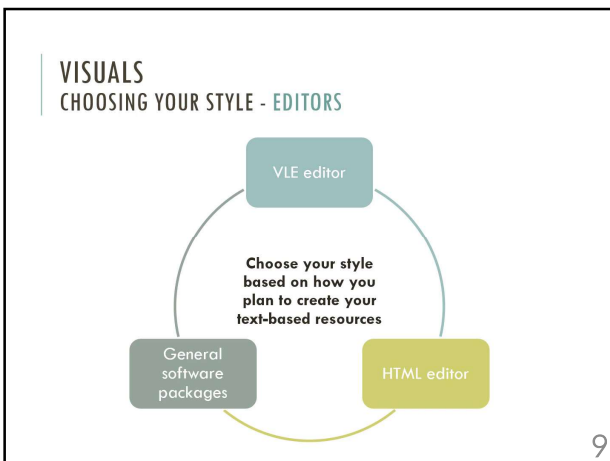 VISUALS
CHOOSING YOUR STYLE - EDITORS
VLE editor
Choose your style
based on how you
plan to create your
text-based resources
General
software
packages
HTML editor
9